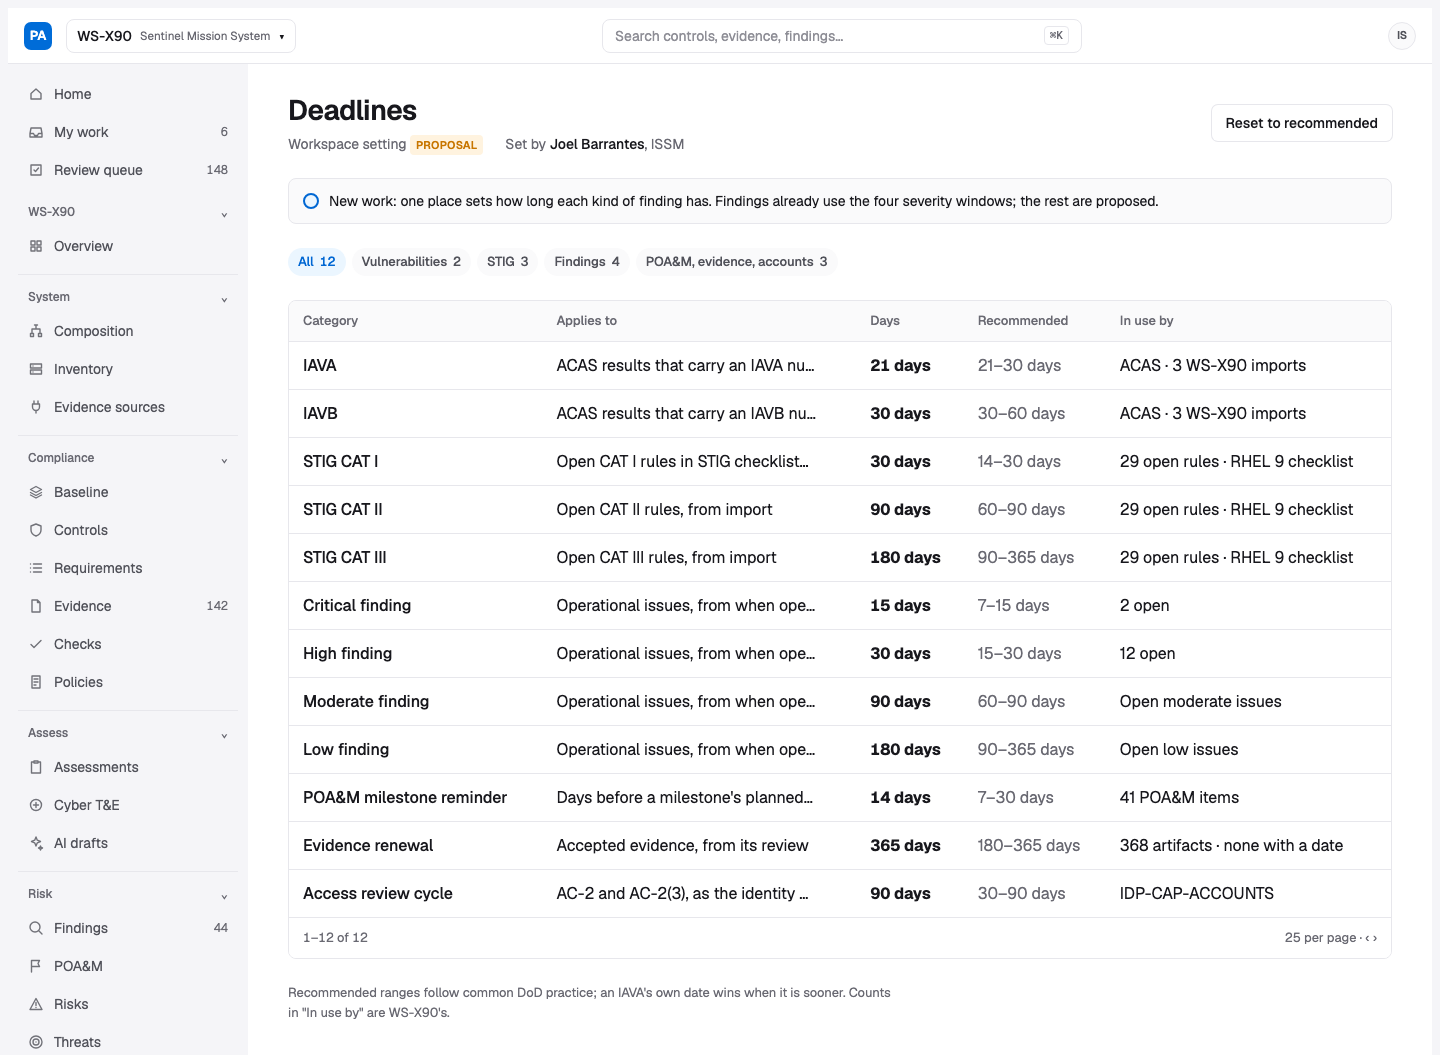 PA
WS-X90 Sentinel Mission System ▾
Search controls, evidence, findings… ⌘K
IS
Home
My work 6
Review queue 148
WS-X90
Overview
System
Composition
Inventory
Evidence sources
Compliance
Baseline
Controls
Requirements
Evidence 142
Checks
Policies
Assess
Assessments
Cyber T&E
AI drafts
Risk
Findings 44
POA&M
Risks
Threats
Deadlines
Workspace setting PROPOSAL Set by Joel Barrantes, ISSM
Reset to recommended
New work: one place sets how long each kind of finding has. Findings already use the four severity windows; the rest are proposed.
All 12 Vulnerabilities 2 STIG 3 Findings 4 POA&M, evidence, accounts 3
Category Applies to Days Recommended In use by
IAVA ACAS results that carry an IAVA nu… 21 days 21–30 days ACAS · 3 WS-X90 imports
IAVB ACAS results that carry an IAVB nu… 30 days 30–60 days ACAS · 3 WS-X90 imports
STIG CAT I Open CAT I rules in STIG checklist… 30 days 14–30 days 29 open rules · RHEL 9 checklist
STIG CAT II Open CAT II rules, from import 90 days 60–90 days 29 open rules · RHEL 9 checklist
STIG CAT III Open CAT III rules, from import 180 days 90–365 days 29 open rules · RHEL 9 checklist
Critical finding Operational issues, from when ope… 15 days 7–15 days 2 open
High finding Operational issues, from when ope… 30 days 15–30 days 12 open
Moderate finding Operational issues, from when ope… 90 days 60–90 days Open moderate issues
Low finding Operational issues, from when ope… 180 days 90–365 days Open low issues
POA&M milestone reminder Days before a milestone's planned… 14 days 7–30 days 41 POA&M items
Evidence renewal Accepted evidence, from its review 365 days 180–365 days 368 artifacts · none with a date
Access review cycle AC-2 and AC-2(3), as the identity … 90 days 30–90 days IDP-CAP-ACCOUNTS
1–12 of 12 25 per page · ‹ ›
Recommended ranges follow common DoD practice; an IAVA's own date wins when it is sooner. Counts
in "In use by" are WS-X90's.